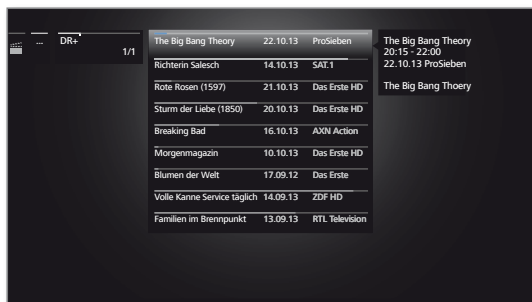 ... DR+
1/1
The Big Bang Theory 22.10.13 ProSieben
Richterin Salesch 14.10.13 SAT.1
Rote Rosen (1597) 21.10.13 Das Erste HD
Sturm der Liebe (1850) 20.10.13 Das Erste HD
Breaking Bad 16.10.13 AXN Action
Morgenmagazin 10.10.13 Das Erste HD
Blumen der Welt 17.09.12 Das Erste
Volle Kanne Service täglich 14.09.13 ZDF HD
Familien im Brennpunkt 13.09.13 RTL Television
The Big Bang Theory
20:15 - 22:00
22.10.13 ProSieben
The Big Bang Thoery